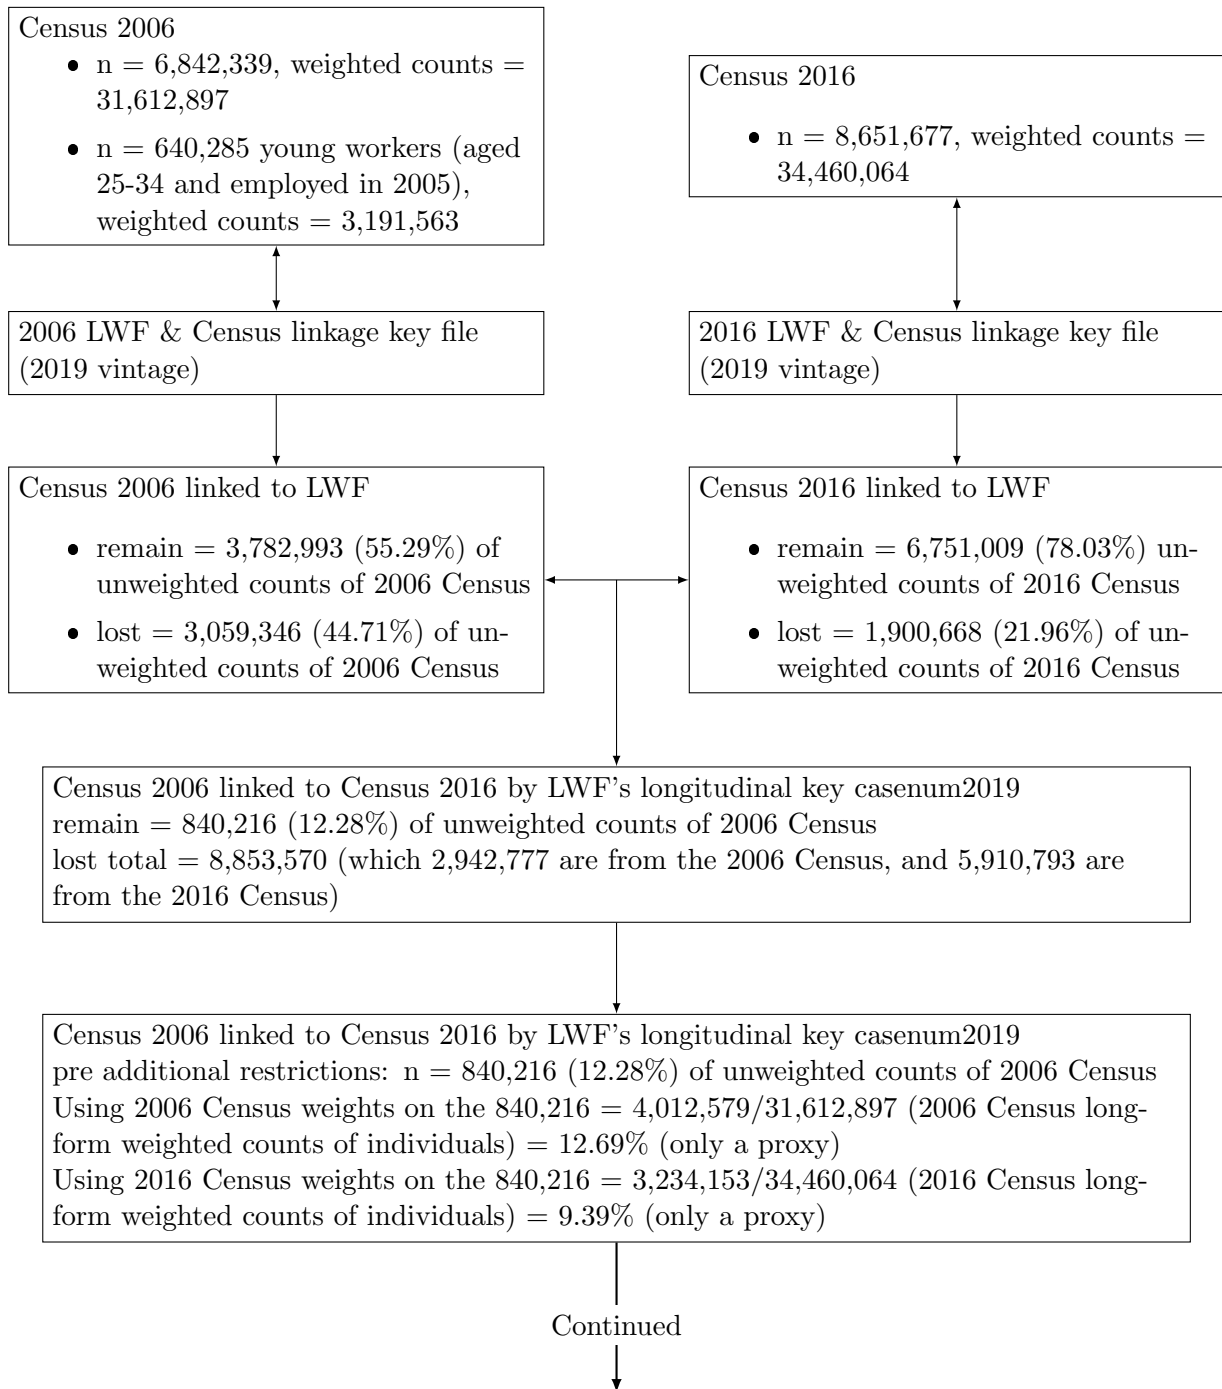 Census 2006
• n = 6,842,339, weighted counts =
31,612,897
• n = 640,285 young workers (aged
25-34 and employed in 2005),
weighted counts = 3,191,563
Census 2016
• n = 8,651,677, weighted counts =
34,460,064
2006 LWF & Census linkage key file
(2019 vintage)
2016 LWF & Census linkage key file
(2019 vintage)
Census 2006 linked to LWF
• remain = 3,782,993 (55.29%) of
unweighted counts of 2006 Census
• lost = 3,059,346 (44.71%) of un-
weighted counts of 2006 Census
Census 2016 linked to LWF
• remain = 6,751,009 (78.03%) un-
weighted counts of 2016 Census
• lost = 1,900,668 (21.96%) of un-
weighted counts of 2016 Census
Census 2006 linked to Census 2016 by LWF's longitudinal key casenum2019
remain = 840,216 (12.28%) of unweighted counts of 2006 Census
lost total = 8,853,570 (which 2,942,777 are from the 2006 Census, and 5,910,793 are
from the 2016 Census)
Census 2006 linked to Census 2016 by LWF's longitudinal key casenum2019
pre additional restrictions: n = 840,216 (12.28%) of unweighted counts of 2006 Census
Using 2006 Census weights on the 840,216 = 4,012,579/31,612,897 (2006 Census long-
form weighted counts of individuals) = 12.69% (only a proxy)
Using 2016 Census weights on the 840,216 = 3,234,153/34,460,064 (2016 Census long-
form weighted counts of individuals) = 9.39% (only a proxy)
Continued